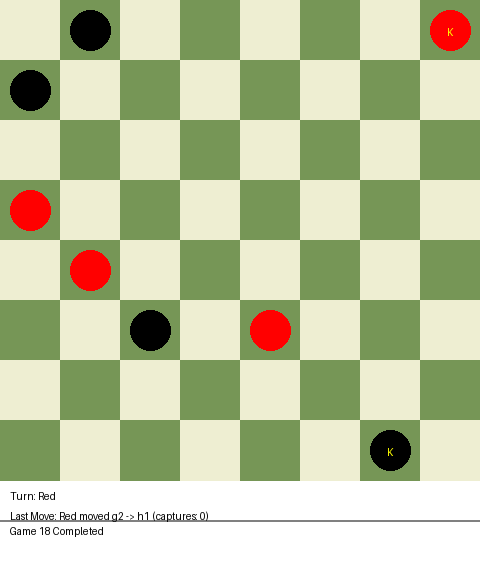 K
K
Turn: Red
Last Move: Red moved g2 -> h1 (captures: 0)
Game 18 Completed